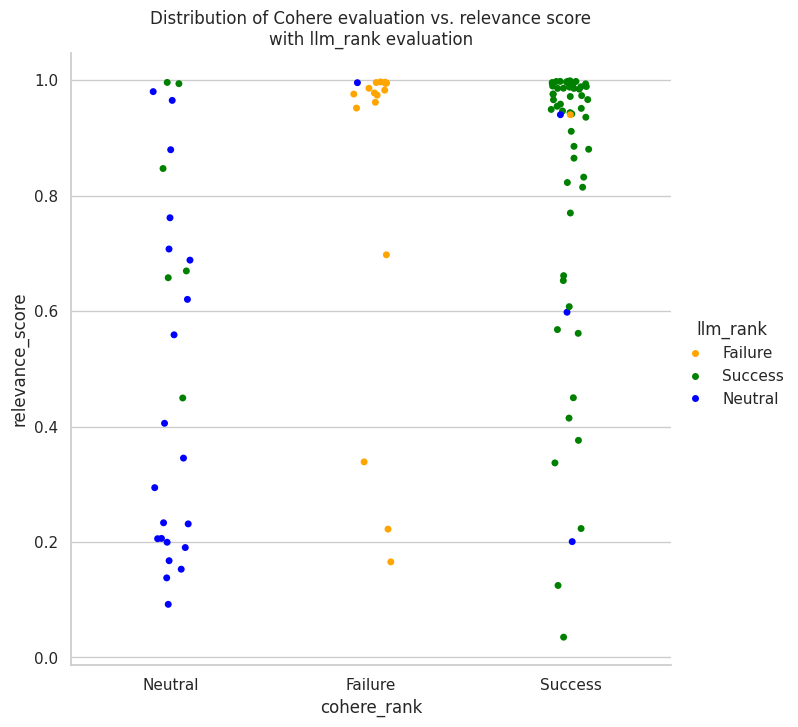 Distribution of Cohere evaluation vs. relevance score
with llm_rank evaluation
1.0
0.8
0.6
0.4
0.2
0.0
relevance_score
Neutral
Failure
Success
cohere_rank
llm_rank
Failure
Success
Neutral